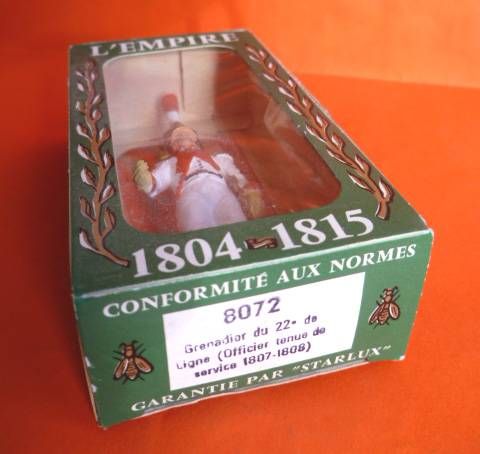 L'EMPIRE
1804 1815
CONFORMITÉ AUX NORMES
8072
Grenadier du 22e de
Ligne (Officier tenue de
service 1807-1808)
GARANTIE PAR "STARLUX"